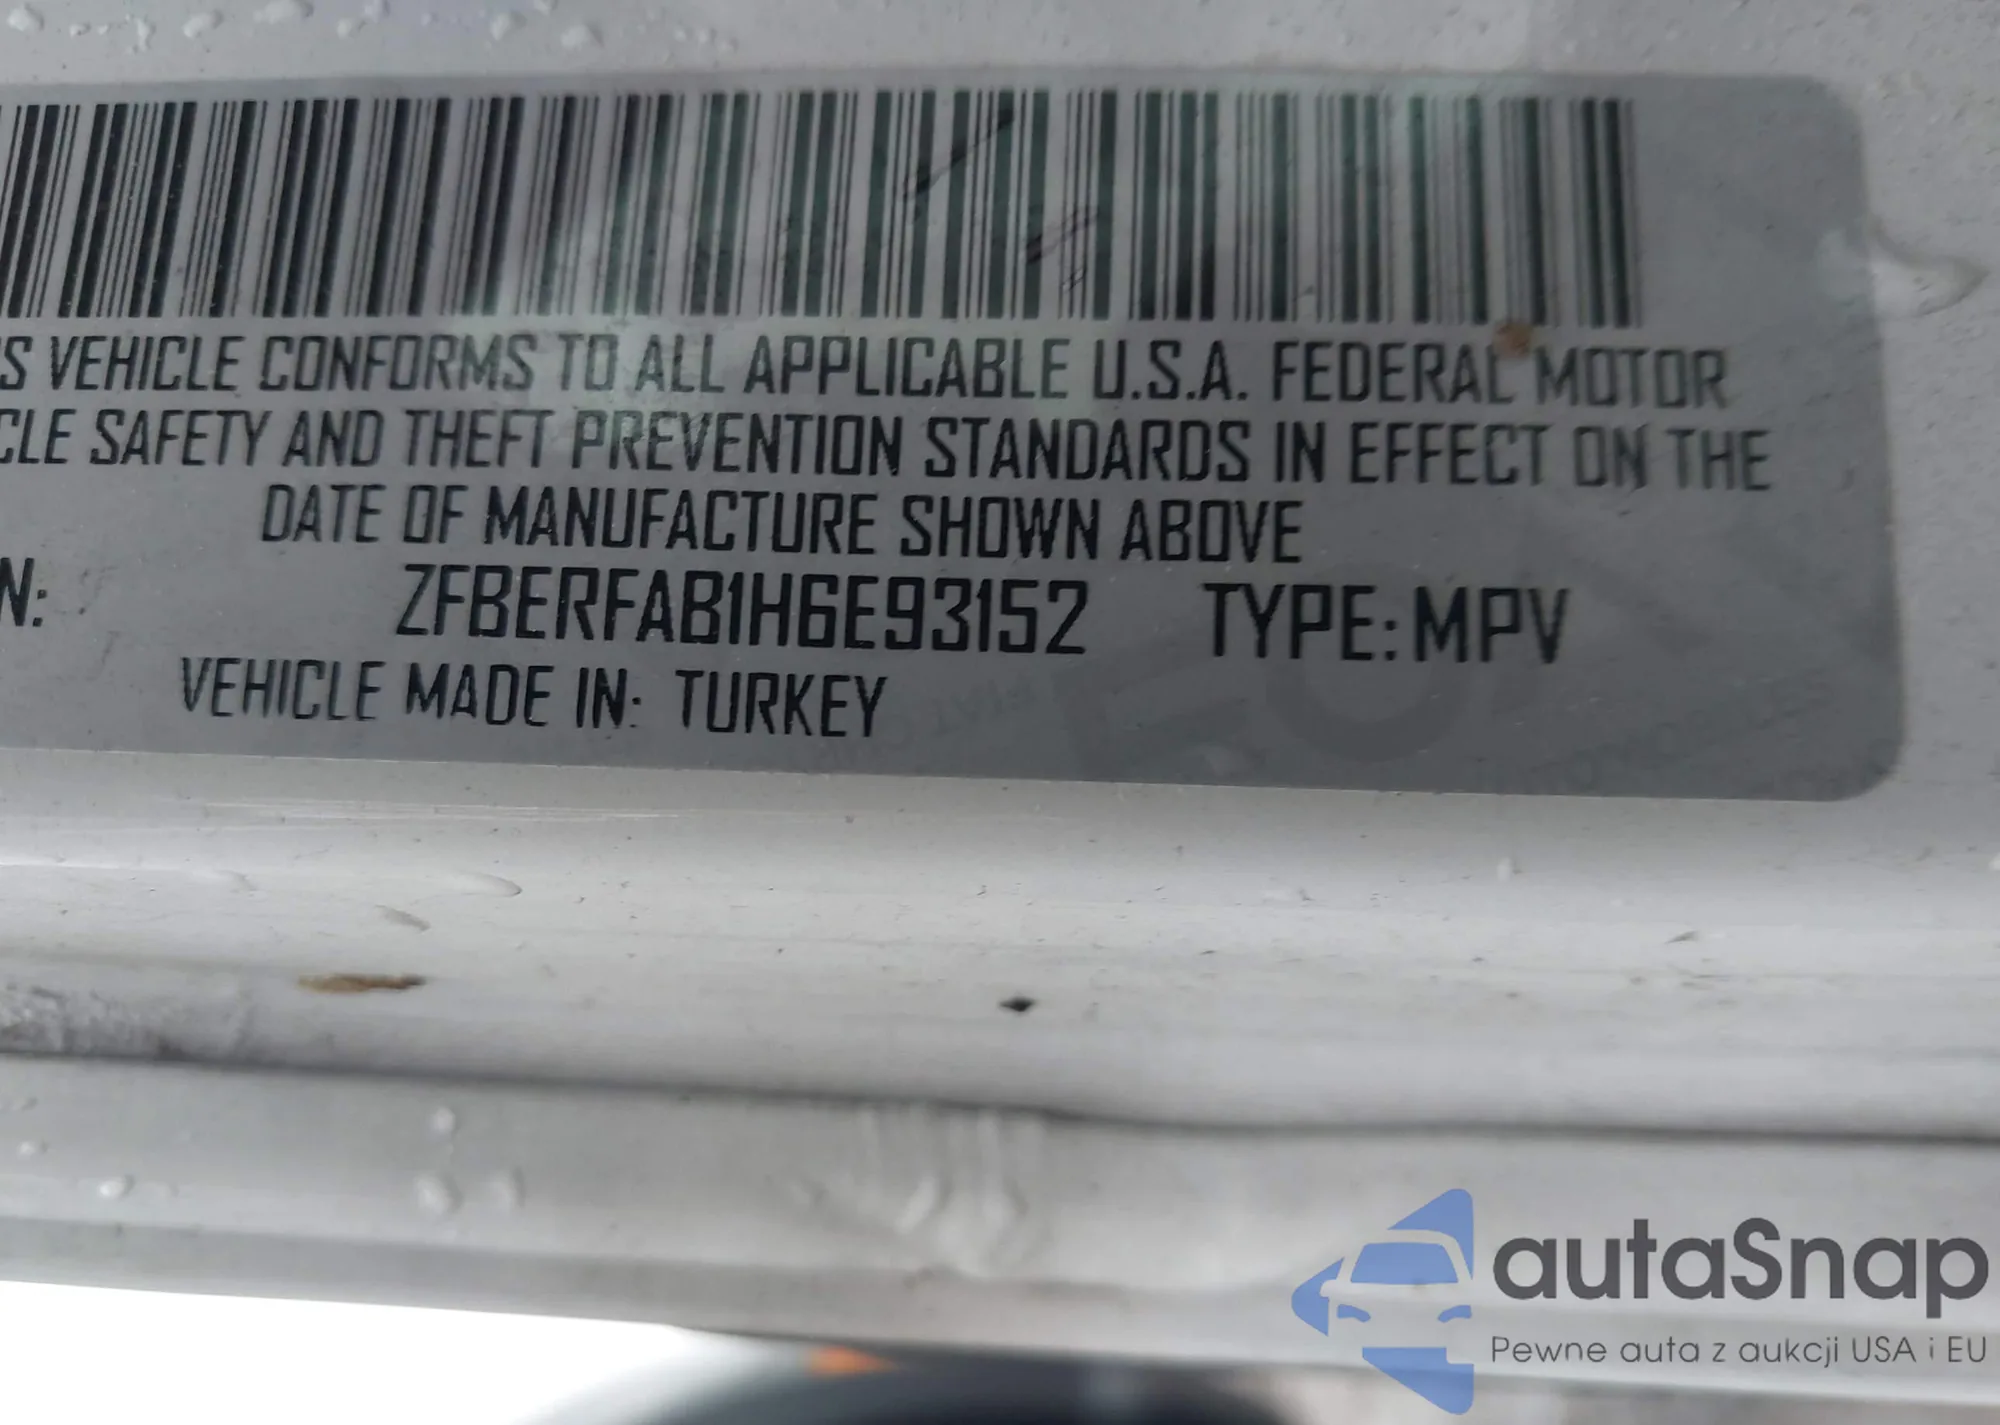 S VEHICLE CONFORMS TO ALL APPLICABLE U.S.A. FEDERAL MOTOR
CLE SAFETY AND THEFT PREVENTION STANDARDS IN EFFECT ON THE
DATE OF MANUFACTURE SHOWN ABOVE
N: ZFBERFAB1H6E93152 TYPE: MPV
VEHICLE MADE IN: TURKEY
autaSnap
Pewne auta z aukcji USA i EU